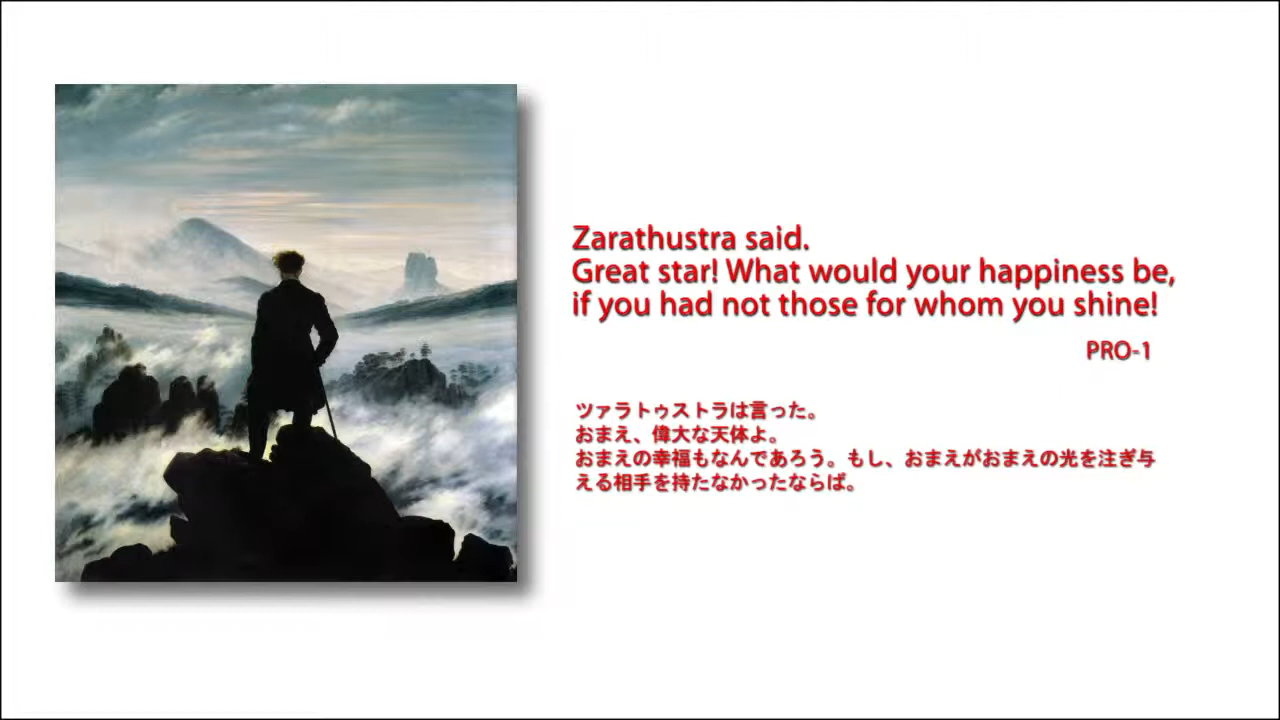 Zarathustra said.
Great star! What would your happiness be,
if you had not those for whom you shine!
PRO-1
ツァラトゥストラは言った。
おまえ、偉大な天体よ。
おまえの幸福もなんであろう。もし、おまえがおまえの光を注ぎ与
える相手を持たなかったならば。